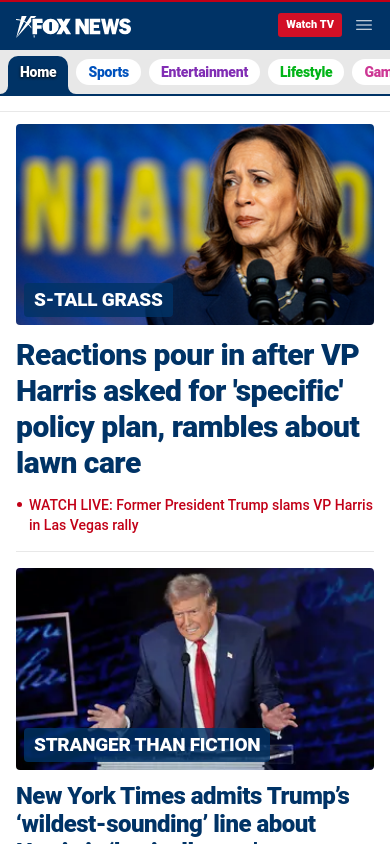 FOX NEWS
Watch TV
Home Sports Entertainment Lifestyle Gam
NIAL O
S-TALL GRASS
Reactions pour in after VP
Harris asked for 'specific'
policy plan, rambles about
lawn care
• WATCH LIVE: Former President Trump slams VP Harris
in Las Vegas rally
STRANGER THAN FICTION
New York Times admits Trump’s
‘wildest-sounding’ line about